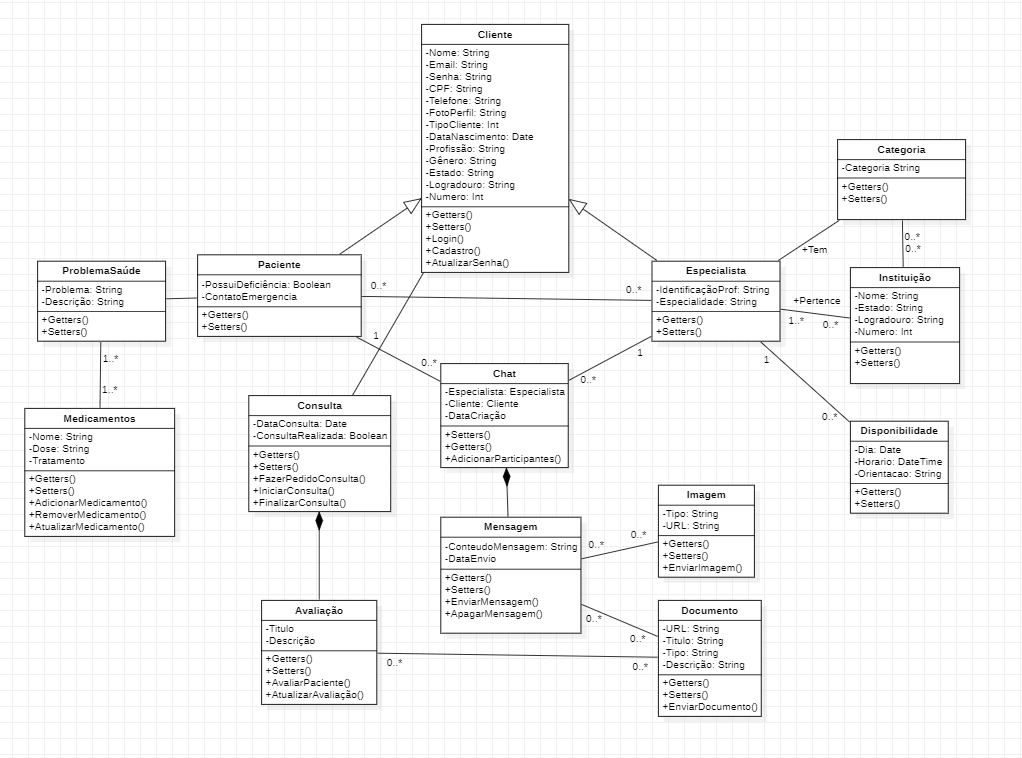 Cliente
-Nome: String
-Email: String
-Senha: String
-CPF: String
-Telefone: String
-FotoPerfil: String
-TipoCliente: Int
-DataNascimento: Date
-Profissão: String
-Gênero: String
-Estado: String
-Logradouro: String
-Numero: Int
+Getters()
+Setters()
+Login()
+Cadastro()
+AtualizarSenha()
Categoria
-Categoria String
+Getters()
+Setters()
+Tem
0..*
0..*
ProblemaSaúde
-Problema: String
-Descrição: String
+Getters()
+Setters()
Paciente
-PossuiDeficiência: Boolean
-ContatoEmergencia
+Getters()
+Setters()
0..*
0..*
Especialista
-IdentificaçãoProf: String
-Especialidade: String
+Getters()
+Setters()
+Pertence
1..*
0..*
Instituição
-Nome: String
-Estado: String
-Logradouro: String
-Numero: Int
+Getters()
+Setters()
1..*
1..*
1
0..*
1
0..*
1
0..*
Chat
-Especialista: Especialista
-Cliente: Cliente
-DataCriação
+Setters()
+Getters()
+AdicionarParticipantes()
Medicamentos
-Nome: String
-Dose: String
-Tratamento
+Getters()
+Setters()
+AdicionarMedicamento()
+RemoverMedicamento()
+AtualizarMedicamento()
Consulta
-DataConsulta: Date
-ConsultaRealizada: Boolean
+Getters()
+Setters()
+FazerPedidoConsulta()
+IniciarConsulta()
+FinalizarConsulta()
Disponibilidade
-Dia: Date
-Horario: DateTime
-Orientacao: String
+Getters()
+Setters()
Mensagem
-ConteudoMensagem: String
-DataEnvio
+Getters()
+Setters()
+EnviarMensagem()
+ApagarMensagem()
0..*
0..*
Imagem
-Tipo: String
-URL: String
+Getters()
+Setters()
+EnviarImagem()
0..*
0..*
Avaliação
-Titulo
-Descrição
+Getters()
+Setters()
+AvaliarPaciente()
+AtualizarAvaliação()
0..*
0..*
Documento
-URL: String
-Titulo: String
-Tipo: String
-Descrição: String
+Getters()
+Setters()
+EnviarDocumento()